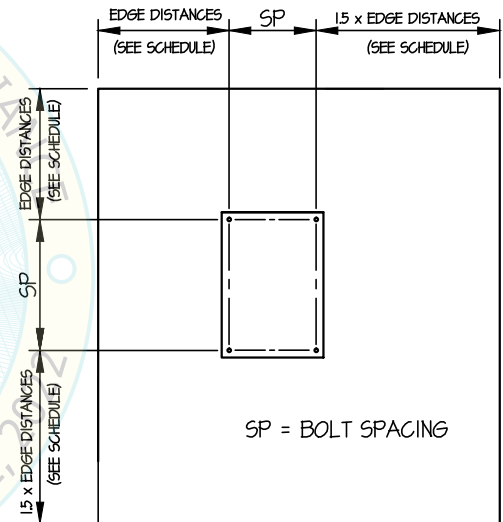 EDGE DISTANCES
(SEE SCHEDULE)
SP
1.5 x EDGE DISTANCES
(SEE SCHEDULE)
EDGE DISTANCES
(SEE SCHEDULE)
SP
1.5 x EDGE DISTANCES
(SEE SCHEDULE)
SP = BOLT SPACING